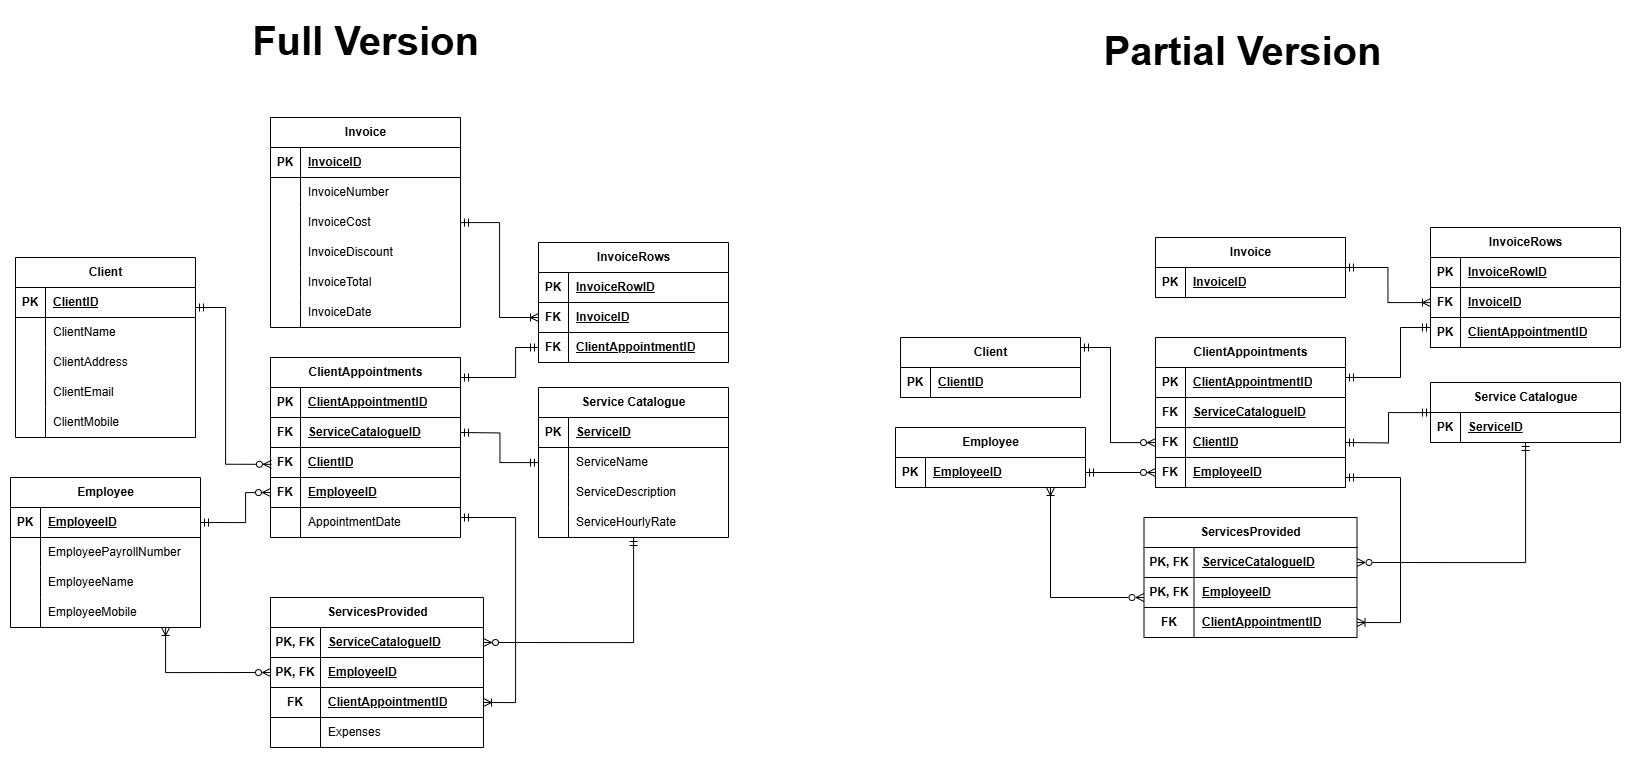 Full Version
Invoice
PK InvoiceID
InvoiceNumber
InvoiceCost
InvoiceDiscount
InvoiceTotal
InvoiceDate
InvoiceRows
PK InvoiceRowID
FK InvoiceID
FK ClientAppointmentID
Client
PK ClientID
ClientName
ClientAddress
ClientEmail
ClientMobile
ClientAppointments
PK ClientAppointmentID
FK ServiceCatalogueID
FK ClientID
FK EmployeeID
AppointmentDate
Service Catalogue
PK ServiceID
ServiceName
ServiceDescription
ServiceHourlyRate
Employee
PK EmployeeID
EmployeePayrollNumber
EmployeeName
EmployeeMobile
ServicesProvided
PK, FK ServiceCatalogueID
PK, FK EmployeeID
FK ClientAppointmentID
Expenses
Partial Version
Invoice
PK InvoiceID
InvoiceRows
PK InvoiceRowID
FK InvoiceID
PK ClientAppointmentID
Client
PK ClientID
ClientAppointments
PK ClientAppointmentID
FK ServiceCatalogueID
FK ClientID
FK EmployeeID
Service Catalogue
PK ServiceID
Employee
PK EmployeeID
ServicesProvided
PK, FK ServiceCatalogueID
PK, FK EmployeeID
FK ClientAppointmentID